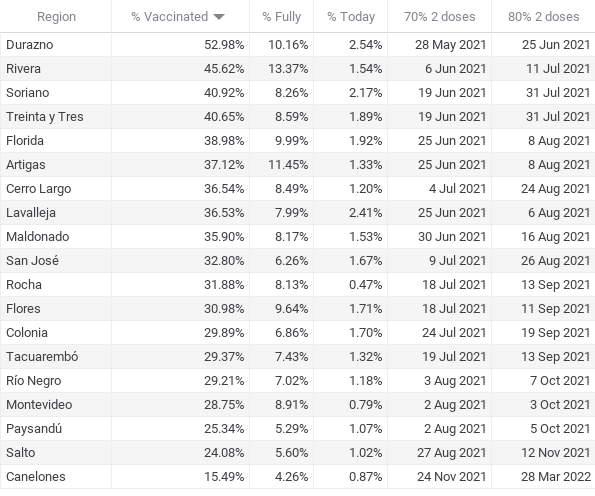 Region % Vaccinated % Fully % Today 70% 2 doses 80% 2 doses
Durazno 52.98% 10.16% 2.54% 28 May 2021 25 Jun 2021
Rivera 45.62% 13.37% 1.54% 6 Jun 2021 11 Jul 2021
Soriano 40.92% 8.26% 2.17% 19 Jun 2021 31 Jul 2021
Treinta y Tres 40.65% 8.59% 1.89% 19 Jun 2021 31 Jul 2021
Florida 38.98% 9.99% 1.92% 25 Jun 2021 8 Aug 2021
Artigas 37.12% 11.45% 1.33% 25 Jun 2021 8 Aug 2021
Cerro Largo 36.54% 8.49% 1.20% 4 Jul 2021 24 Aug 2021
Lavalleja 36.53% 7.99% 2.41% 25 Jun 2021 6 Aug 2021
Maldonado 35.90% 8.17% 1.53% 30 Jun 2021 16 Aug 2021
San José 32.80% 6.26% 1.67% 9 Jul 2021 26 Aug 2021
Rocha 31.88% 8.13% 0.47% 18 Jul 2021 13 Sep 2021
Flores 30.98% 9.64% 1.71% 18 Jul 2021 11 Sep 2021
Colonia 29.89% 6.86% 1.70% 24 Jul 2021 19 Sep 2021
Tacuarembó 29.37% 7.43% 1.32% 19 Jul 2021 13 Sep 2021
Río Negro 29.21% 7.02% 1.18% 3 Aug 2021 7 Oct 2021
Montevideo 28.75% 8.91% 0.79% 2 Aug 2021 3 Oct 2021
Paysandú 25.34% 5.29% 1.07% 2 Aug 2021 5 Oct 2021
Salto 24.08% 5.60% 1.02% 27 Aug 2021 12 Nov 2021
Canelones 15.49% 4.26% 0.87% 24 Nov 2021 28 Mar 2022